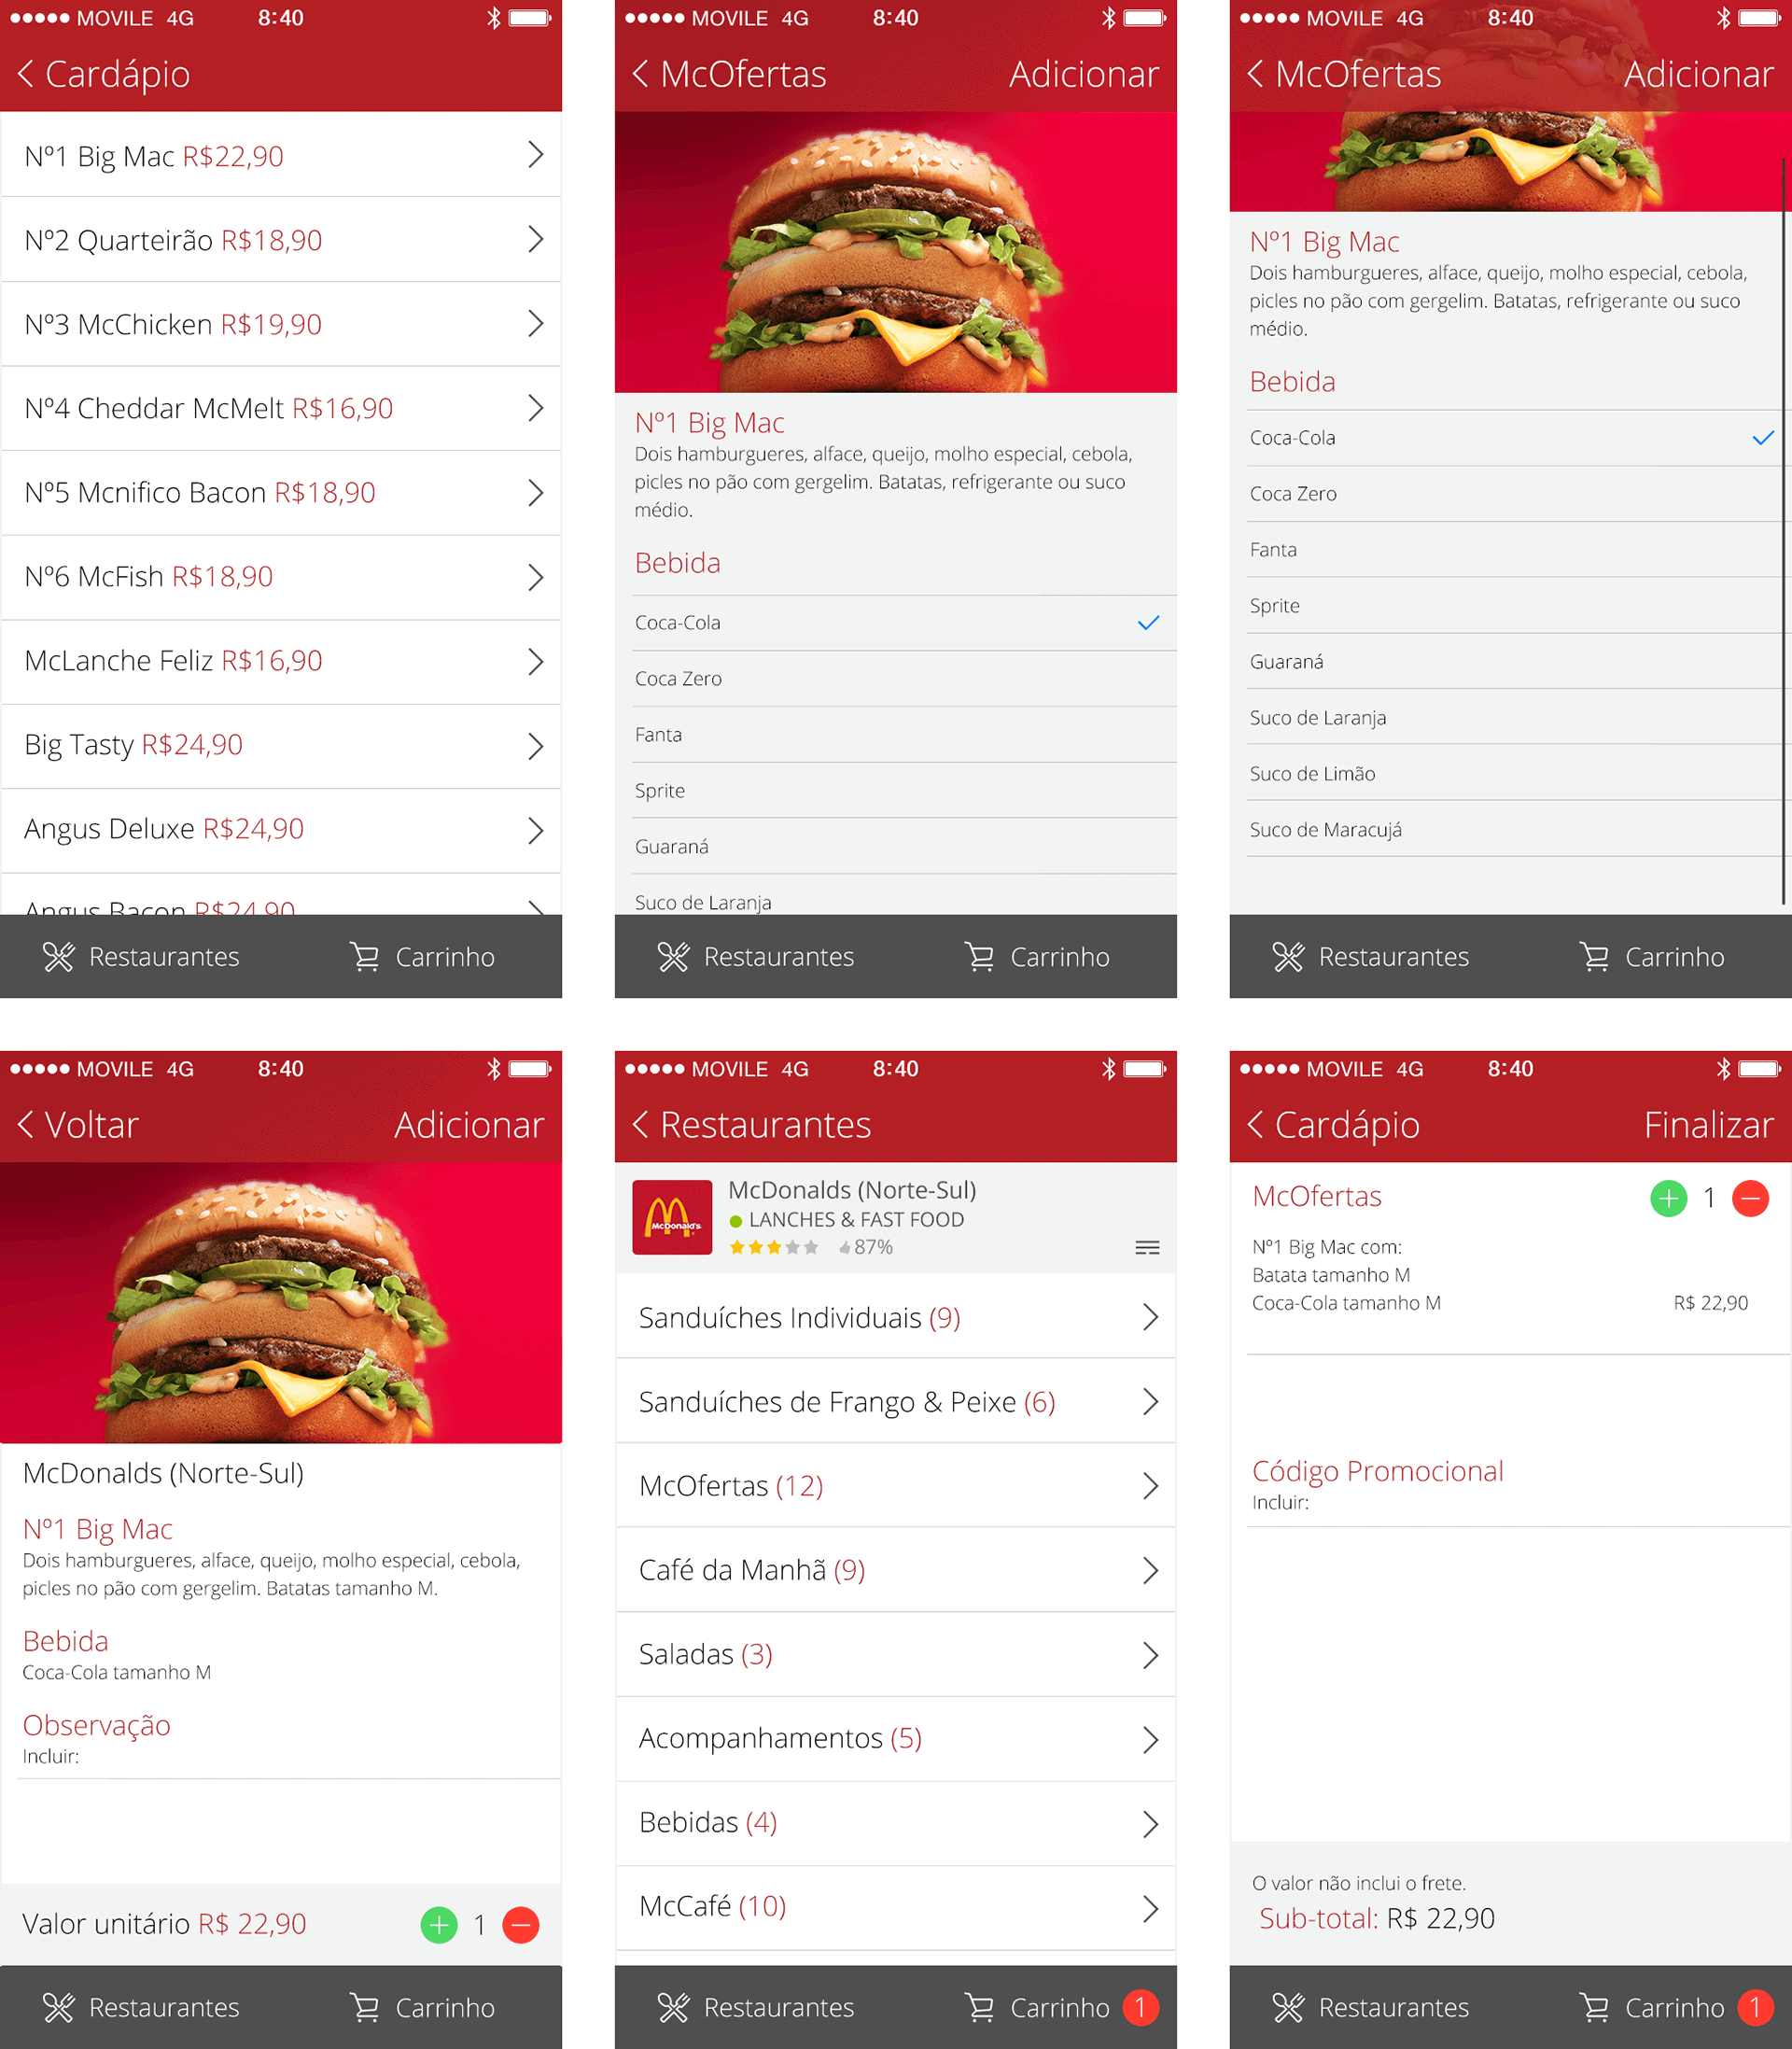 MOVILE 4G 8:40
Cardápio
Nº1 Big Mac R$22,90
Nº2 Quarteirão R$18,90
Nº3 McChicken R$19,90
Nº4 Cheddar McMelt R$16,90
Nº5 Mcnifico Bacon R$18,90
Nº6 McFish R$18,90
McLanche Feliz R$16,90
Big Tasty R$24,90
Angus Deluxe R$24,90
Angus Bacon R$24,90
Restaurantes Carrinho
MOVILE 4G 8:40
McOfertas Adicionar
Nº1 Big Mac
Dois hamburgueres, alface, queijo, molho especial, cebola,
picles no pão com gergelim. Batatas, refrigerante ou suco
médio.
Bebida
Coca-Cola
Coca Zero
Fanta
Sprite
Guaraná
Suco de Laranja
Restaurantes Carrinho
MOVILE 4G 8:40
McOfertas Adicionar
Nº1 Big Mac
Dois hamburgueres, alface, queijo, molho especial, cebola,
picles no pão com gergelim. Batatas, refrigerante ou suco
médio.
Bebida
Coca-Cola
Coca Zero
Fanta
Sprite
Guaraná
Suco de Laranja
Suco de Limão
Suco de Maracujá
Restaurantes Carrinho
MOVILE 4G 8:40
Voltar Adicionar
McDonalds (Norte-Sul)
Nº1 Big Mac
Dois hamburgueres, alface, queijo, molho especial, cebola,
picles no pão com gergelim. Batatas tamanho M.
Bebida
Coca-Cola tamanho M
Observação
Incluir:
Valor unitário R$ 22,90 1
Restaurantes Carrinho
MOVILE 4G 8:40
Restaurantes
McDonald's
McDonalds (Norte-Sul)
LANCHES & FAST FOOD
87%
Sanduíches Individuais (9)
Sanduíches de Frango & Peixe (6)
McOfertas (12)
Café da Manhã (9)
Saladas (3)
Acompanhamentos (5)
Bebidas (4)
McCafé (10)
Restaurantes Carrinho 1
MOVILE 4G 8:40
Cardápio Finalizar
McOfertas 1
Nº1 Big Mac com:
Batata tamanho M
Coca-Cola tamanho M R$ 22,90
Código Promocional
Incluir:
O valor não inclui o frete.
Sub-total: R$ 22,90
Restaurantes Carrinho 1